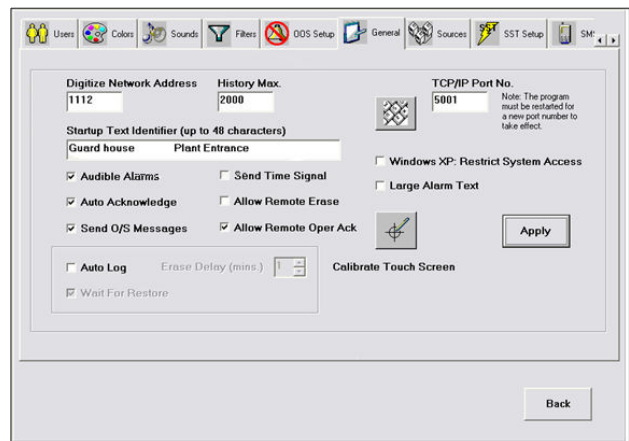 Users Colors Sounds Filters OOS Setup General Sources SST Setup SMS
Digitize Network Address History Max. TCP/IP Port No.
1112 2000 5001
Note: The program
must be restarted for
a new port number to
take effect.
Startup Text Identifier (up to 48 characters)
Guard house Plant Entrance
Windows XP: Restrict System Access
Audible Alarms Send Time Signal
Large Alarm Text
Auto Acknowledge Allow Remote Erase
Send O/S Messages Allow Remote Oper Ack
Apply
Auto Log Erase Delay (mins.) 1 Calibrate Touch Screen
Wait For Restore
Back